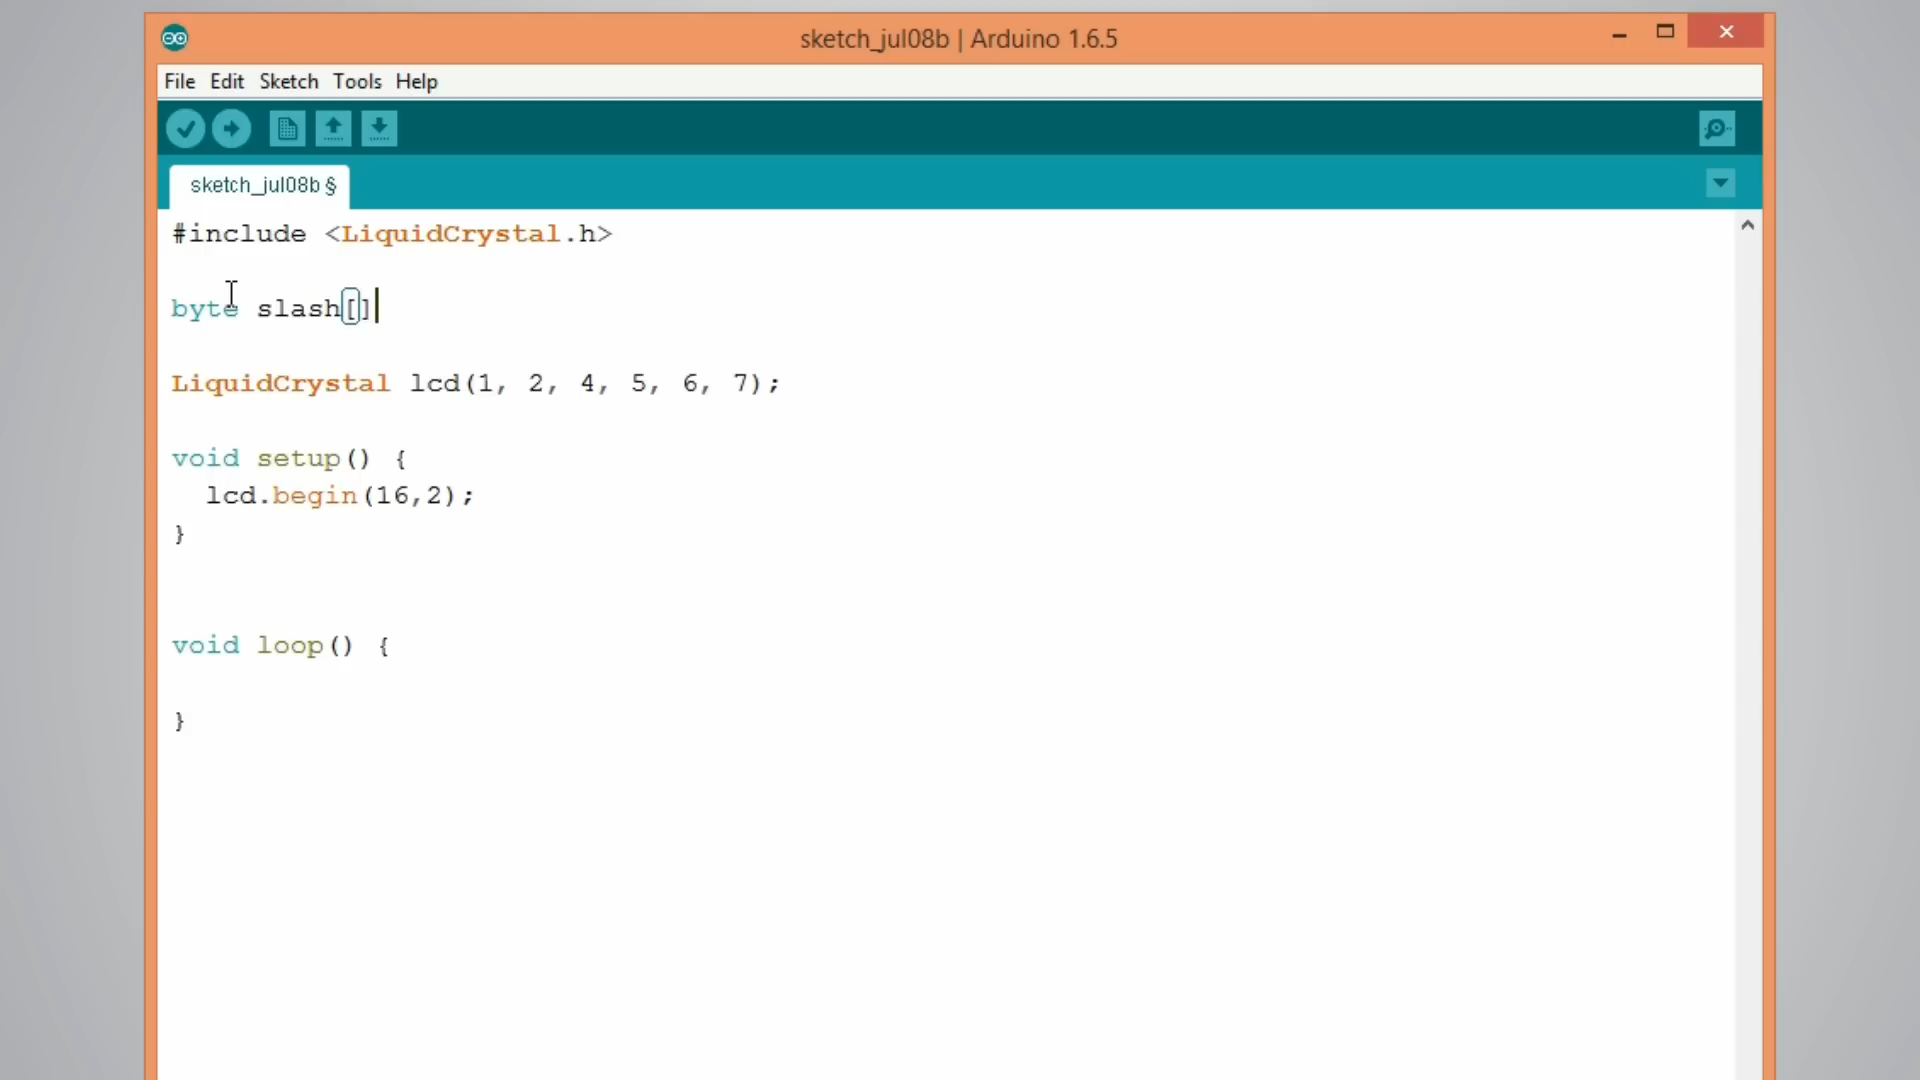 sketch_jul08b | Arduino 1.6.5
File Edit Sketch Tools Help
sketch_jul08b §
#include <LiquidCrystal.h>
byte slash[]
LiquidCrystal lcd(1, 2, 4, 5, 6, 7);
void setup() {
lcd.begin(16,2);
}
void loop() {
}